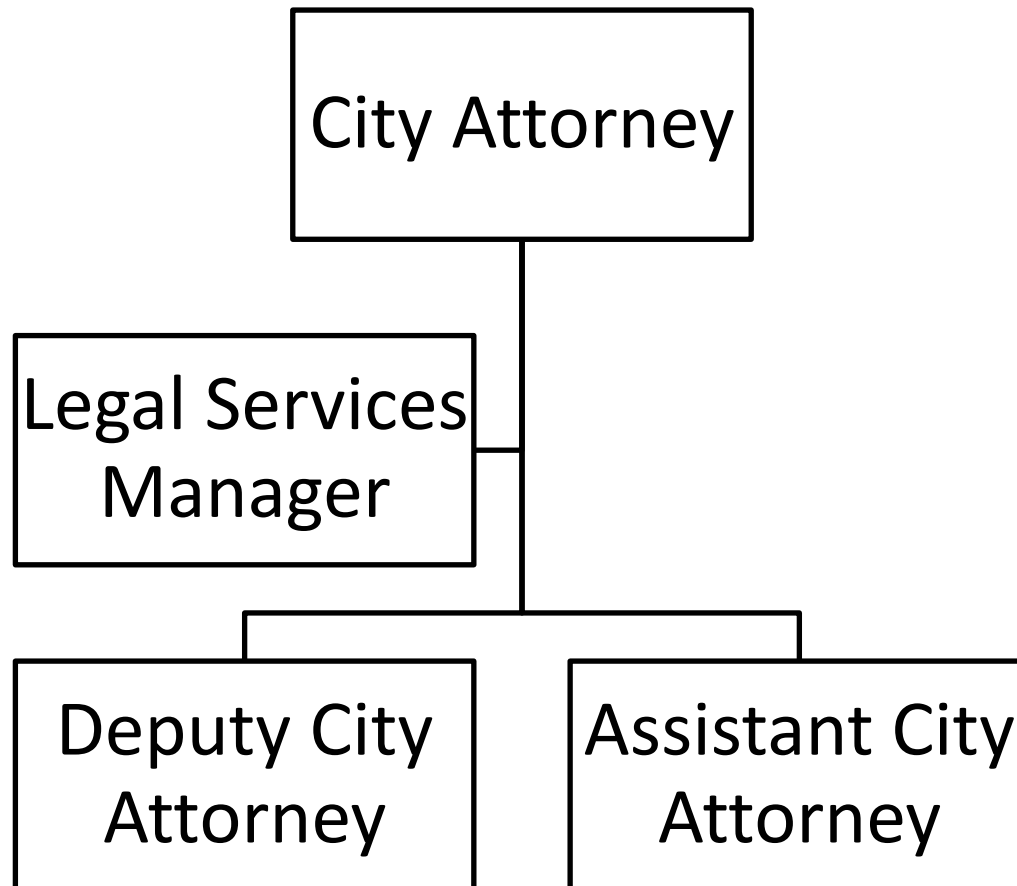 City Attorney
Legal Services
Manager
Deputy City
Attorney
Assistant City
Attorney